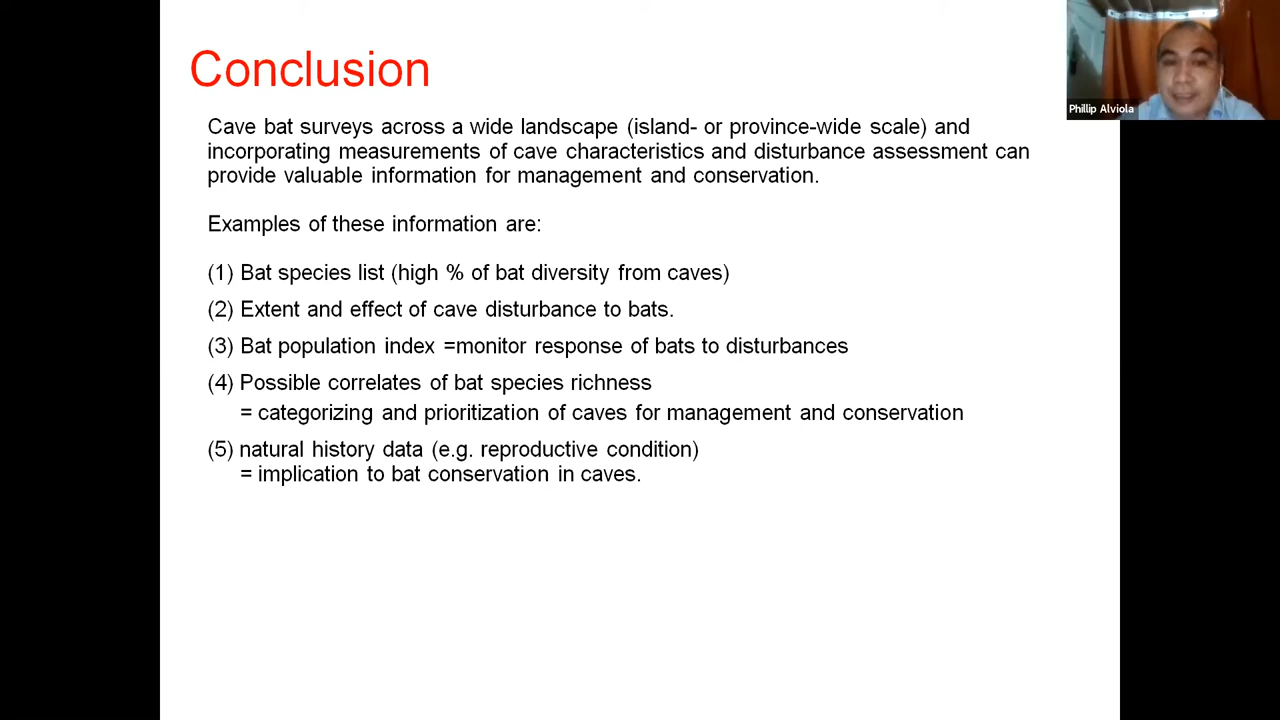 Conclusion
Phillip Alviola
Cave bat surveys across a wide landscape (island- or province-wide scale) and
incorporating measurements of cave characteristics and disturbance assessment can
provide valuable information for management and conservation.
Examples of these information are:
(1) Bat species list (high % of bat diversity from caves)
(2) Extent and effect of cave disturbance to bats.
(3) Bat population index =monitor response of bats to disturbances
(4) Possible correlates of bat species richness
= categorizing and prioritization of caves for management and conservation
(5) natural history data (e.g. reproductive condition)
= implication to bat conservation in caves.